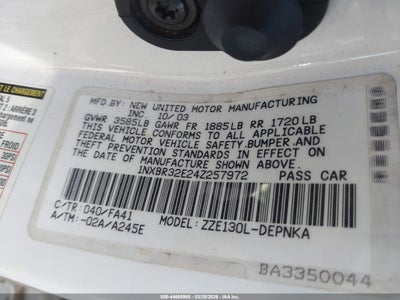 LE CHARGEMENT
MFD.BY: NEW UNITED MOTOR MANUFACTURING
INC. 10/03
GVWR 3585LB GAWR FR 1885LB RR 1720LB
THIS VEHICLE CONFORMS TO ALL APPLICABLE
FEDERAL MOTOR VEHICLE SAFETY,BUMPER,AND
THEFT PREVENTION STANDARDS IN EFFECT ON
THE DATE OF MANUFACTURE SHOWN ABOVE.
1NXBR32E24Z257972 PASS CAR
C/TR: 040/FA41
A/TM: -02A/A245E MODEL: ZZE130L-DEPNKA
BA3350044